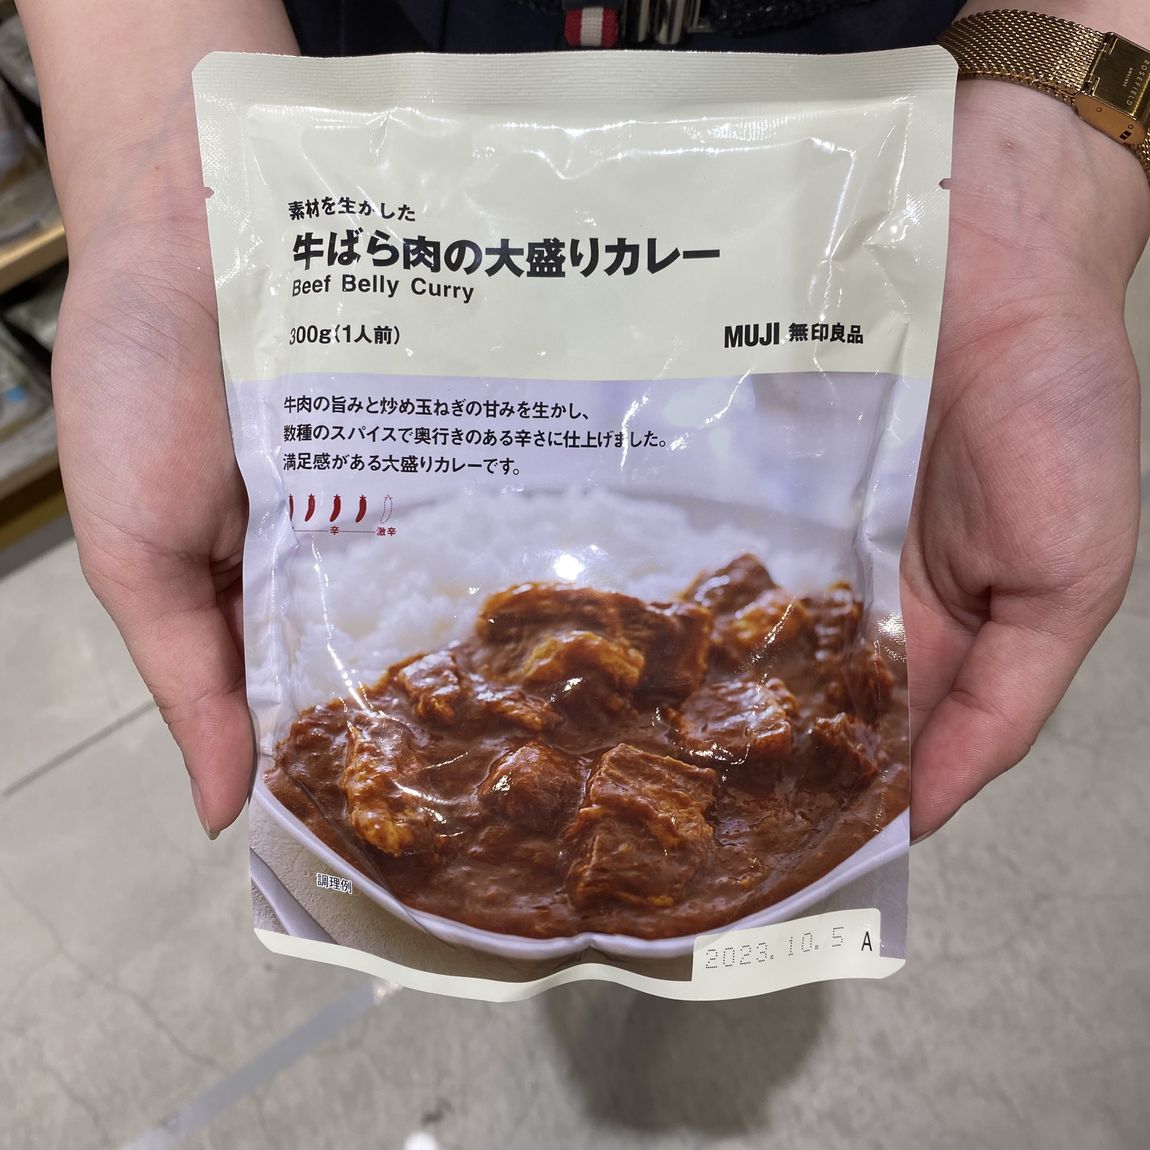 素材を生かした
牛ばら肉の大盛りカレー
Beef Belly Curry
300g(1人前)
MUJI 無印良品
牛肉の旨みと炒め玉ねぎの甘みを生かし、
数種のスパイスで奥行きのある辛さに仕上げました。
満足感がある大盛りカレーです。
辛 激辛
調理例
2023.10.5 A
ROSEFIELD